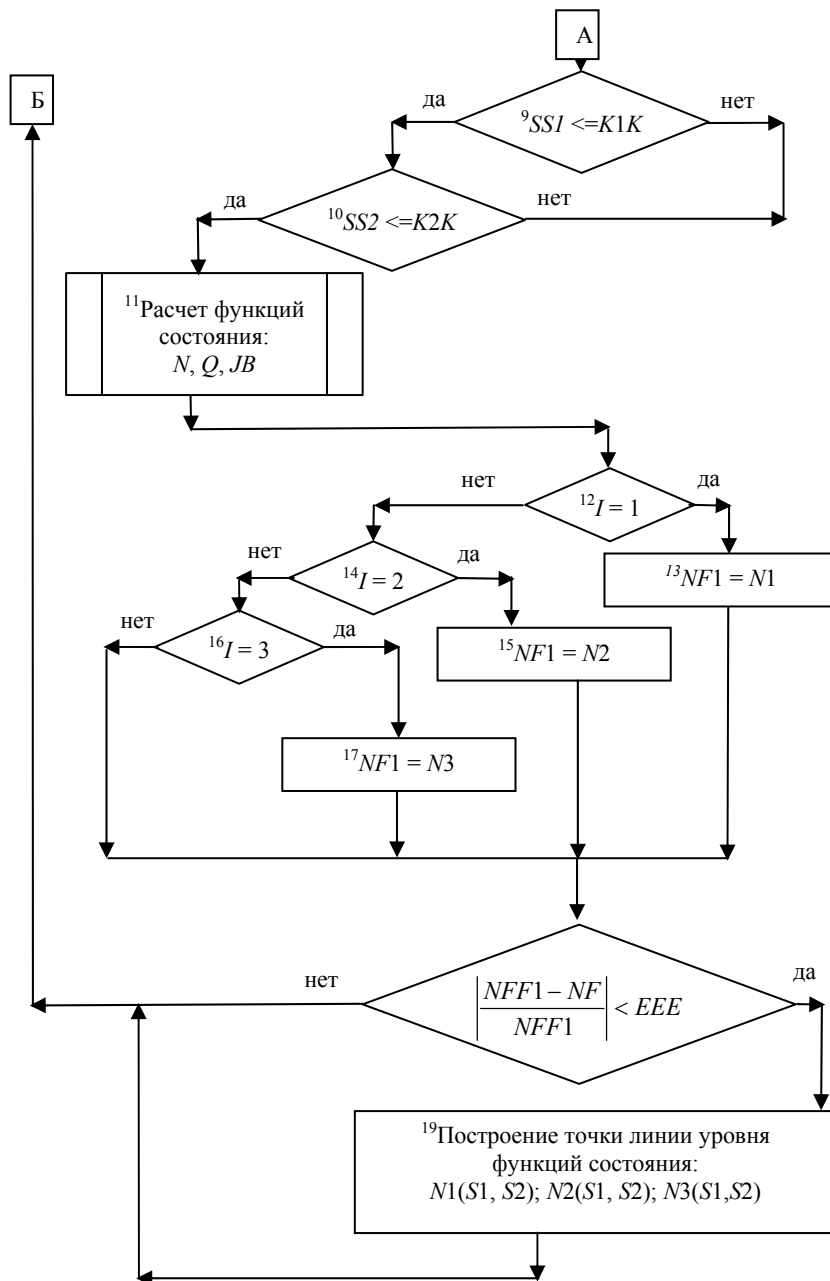 А
Б
да
нет
⁹SS1 <=K1K
да
нет
¹⁰SS2 <=K2K
¹¹Расчет функций
состояния:
N, Q, JB
нет
да
¹²I = 1
нет
да
¹⁴I = 2
¹³NF1 = N1
нет
да
¹⁶I = 3
¹⁵NF1 = N2
¹⁷NF1 = N3
нет
да
|(NFF1 − NF)/NFF1| < EEE
¹⁹Построение точки линии уровня
функций состояния:
N1(S1, S2); N2(S1, S2); N3(S1,S2)